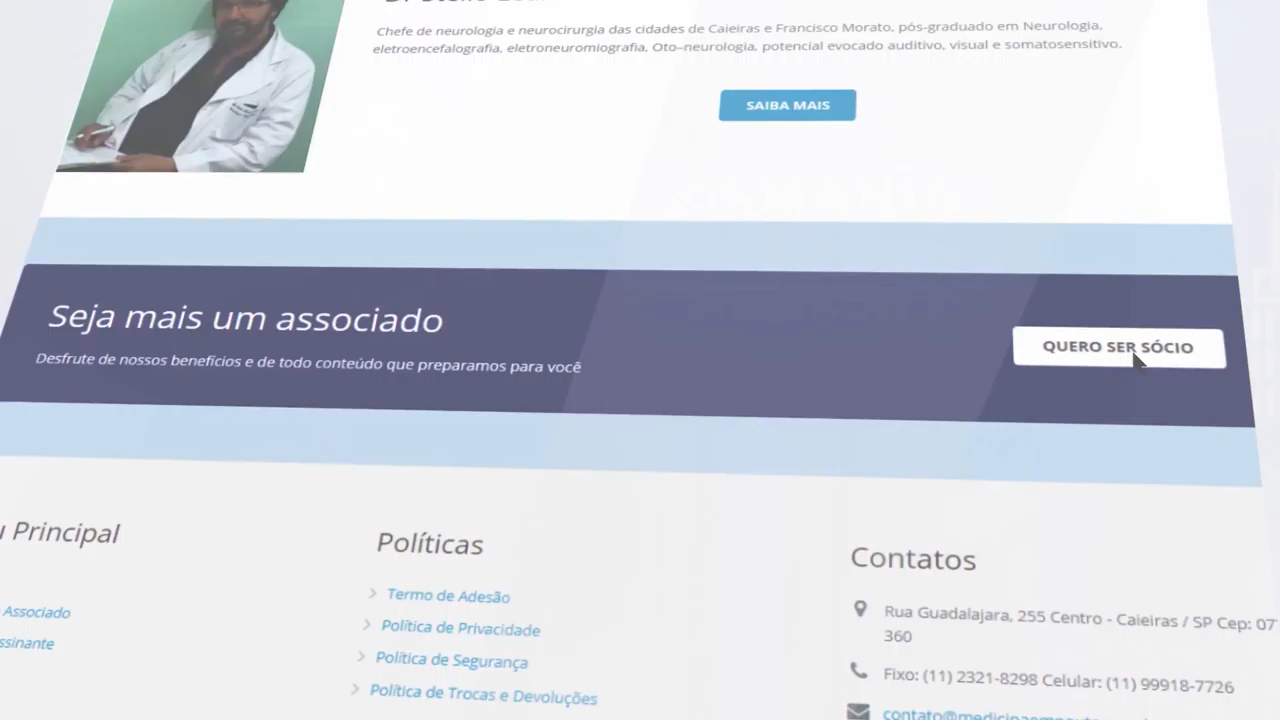 Chefe de neurologia e neurocirurgia das cidades de Caieiras e Francisco Morato, pós-graduado em Neurologia,
eletroencefalografia, eletroneuromiografia, Oto–neurologia, potencial evocado auditivo, visual e somatosensitivo.
SAIBA MAIS
Seja mais um associado
Desfrute de nossos benefícios e de todo conteúdo que preparamos para você
QUERO SER SÓCIO
Principal
Associado
Políticas
Termo de Adesão
Política de Privacidade
Política de Segurança
Política de Trocas e Devoluções
Contatos
Rua Guadalajara, 255 Centro - Caieiras / SP Cep: 07
360
Fixo: (11) 2321-8298 Celular: (11) 99918-7726